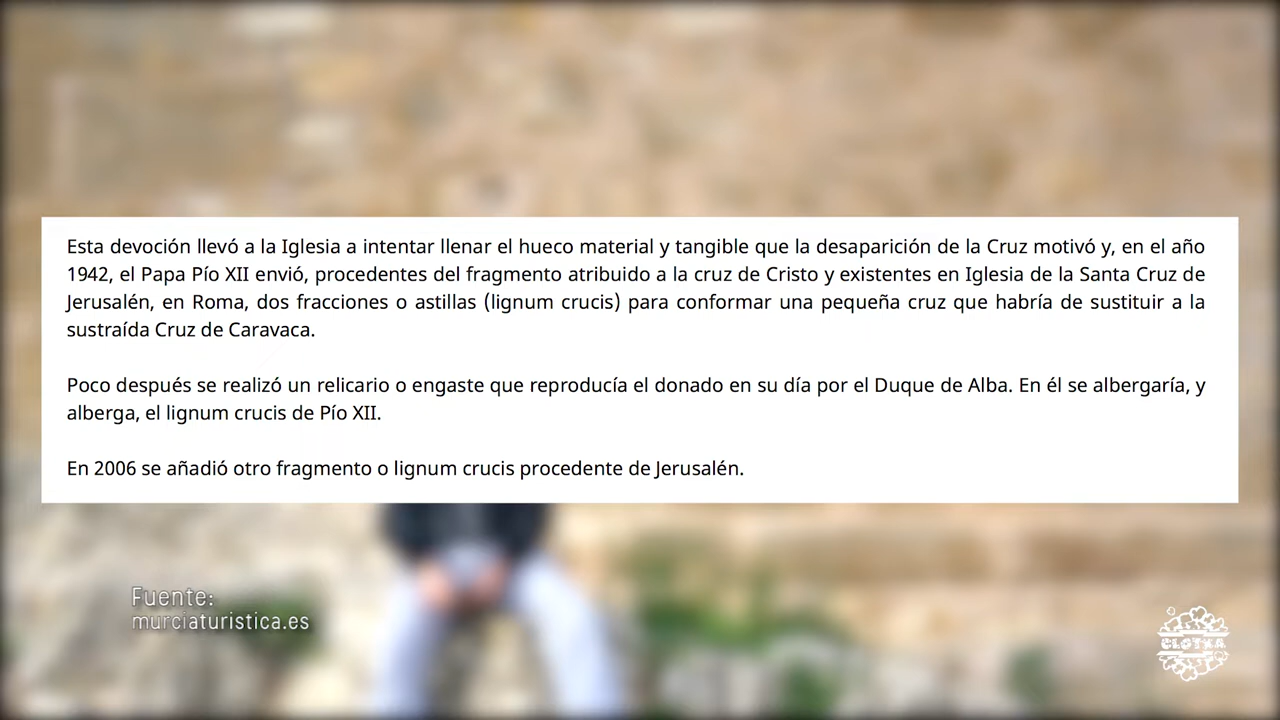 Esta devoción llevó a la Iglesia a intentar llenar el hueco material y tangible que la desaparición de la Cruz motivó y, en el año
1942, el Papa Pío XII envió, procedentes del fragmento atribuido a la cruz de Cristo y existentes en Iglesia de la Santa Cruz de
Jerusalén, en Roma, dos fracciones o astillas (lignum crucis) para conformar una pequeña cruz que habría de sustituir a la
sustraída Cruz de Caravaca.
Poco después se realizó un relicario o engaste que reproducía el donado en su día por el Duque de Alba. En él se albergaría, y
alberga, el lignum crucis de Pío XII.
En 2006 se añadió otro fragmento o lignum crucis procedente de Jerusalén.
Fuente:
murciaturistica.es
CLOTKA